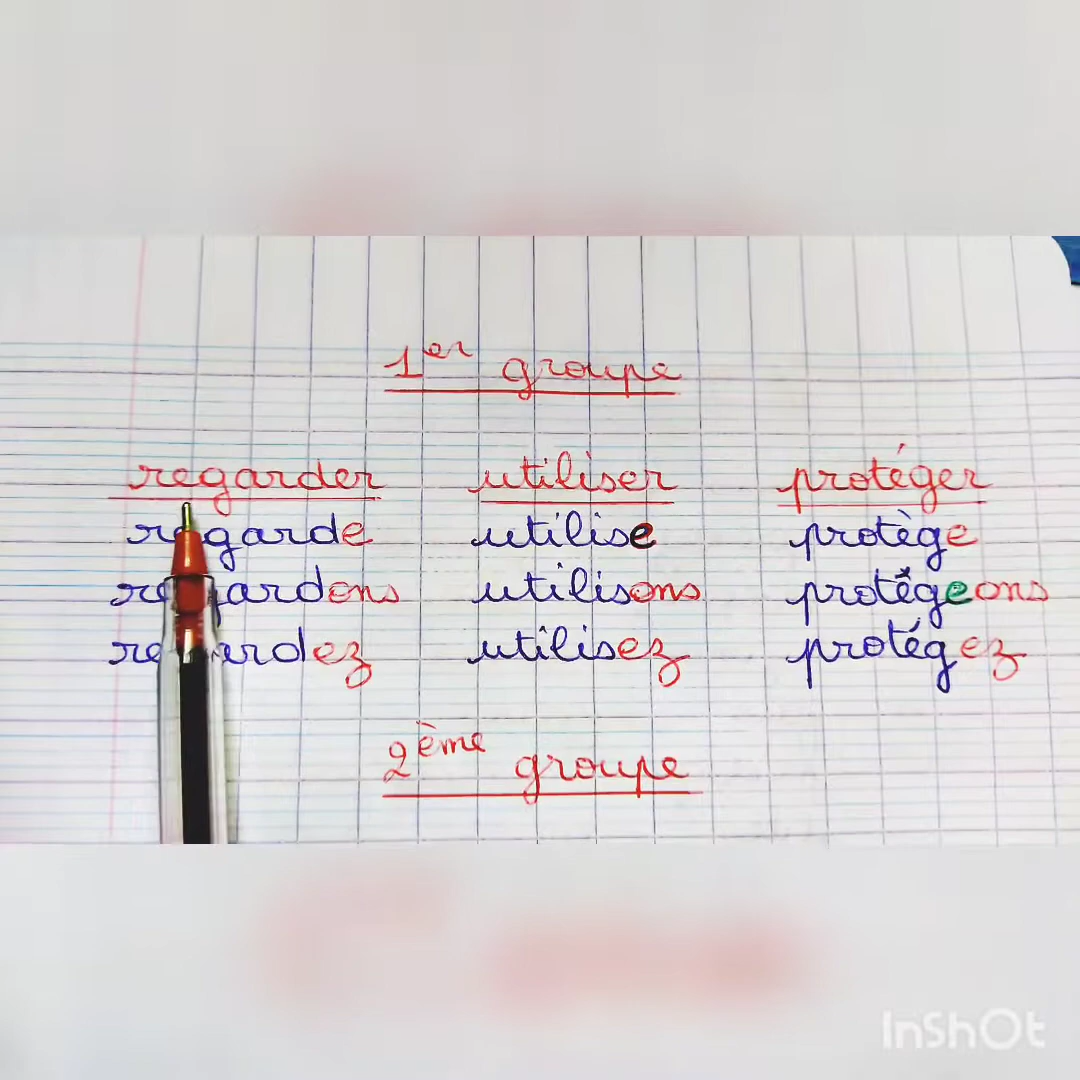 1er groupe
regarder utiliser protéger
regarde utilise protège
regardons utilisons protégeons
regardez utilisez protégez
2ème groupe
InShOt